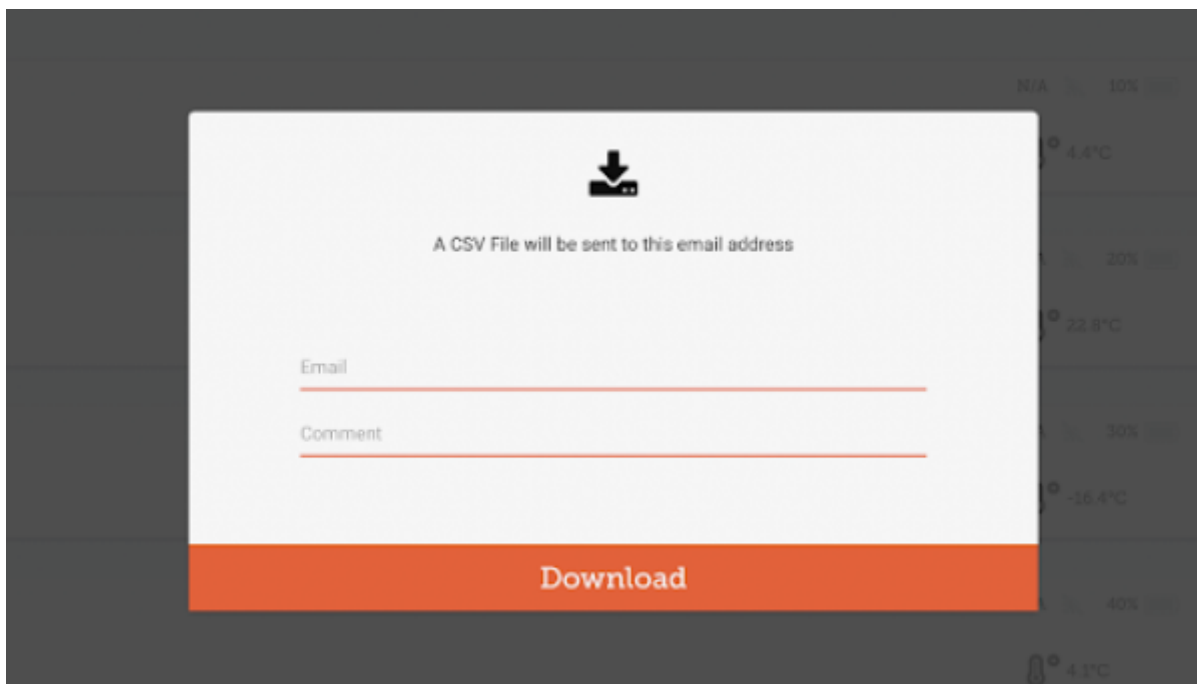 N/A 10%
4.4°C
A CSV File will be sent to this email address
20%
22.8°C
Email
Comment
30%
-16.4°C
Download
40%
4.1°C